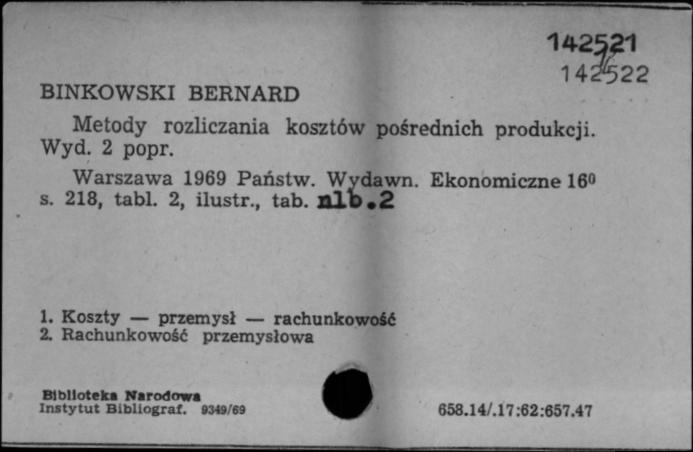 142521
142522
BINKOWSKI BERNARD
Metody rozliczania kosztów pośrednich produkcji.
Wyd. 2 popr.
Warszawa 1969 Państw. Wydawn. Ekonomiczne 16⁰
s. 218, tabl. 2, ilustr., tab. nlb.2
1. Koszty — przemysł — rachunkowość
2. Rachunkowość przemysłowa
Biblioteka Narodowa
Instytut Bibliograf. 9349/69
658.14/.17:62:657.47